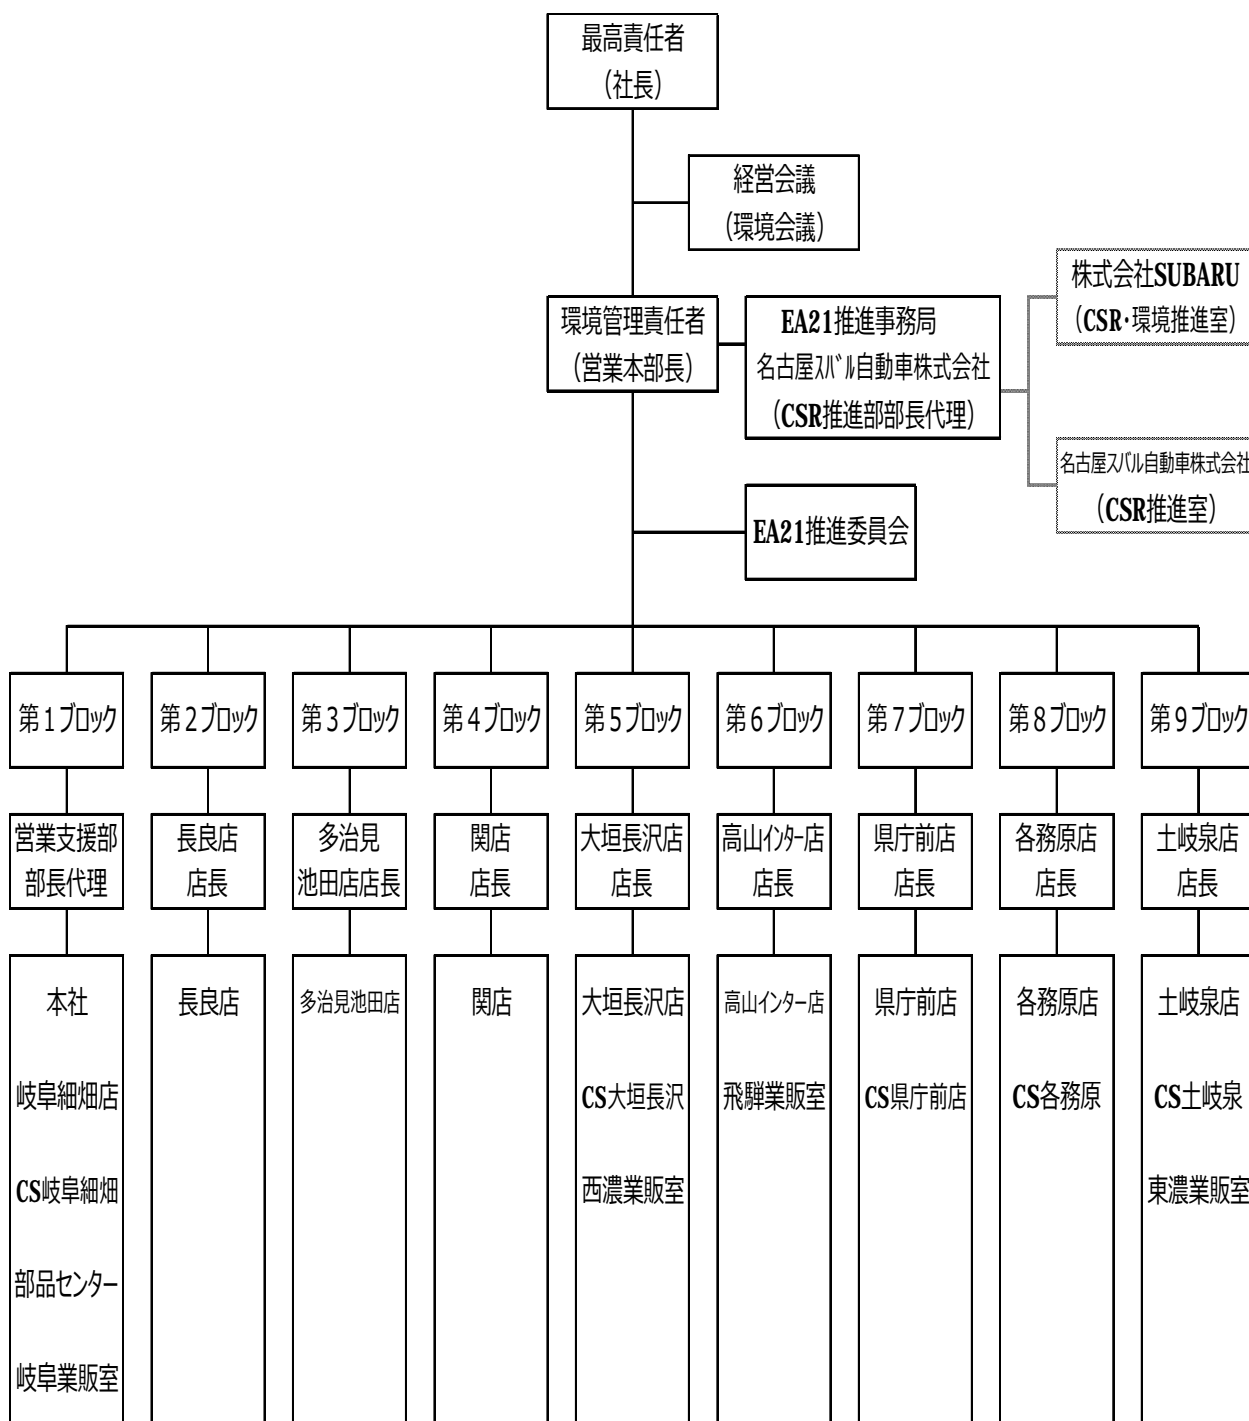 最高責任者
(社長)
経営会議
(環境会議)
株式会社SUBARU
(CSR・環境推進室)
環境管理責任者
(営業本部長)
EA21推進事務局
名古屋ｽﾊﾞﾙ自動車株式会社
(CSR推進部部長代理)
名古屋スバル自動車株式会社
(CSR推進室)
EA21推進委員会
第1ブロック
第2ブロック
第3ブロック
第4ブロック
第5ブロック
第6ブロック
第7ブロック
第8ブロック
第9ブロック
営業支援部
部長代理
長良店
店長
多治見
池田店店長
関店
店長
大垣長沢店
店長
高山インター店
店長
県庁前店
店長
各務原店
店長
土岐泉店
店長
本社
岐阜細畑店
CS岐阜細畑
部品センター
岐阜業販室
長良店
多治見池田店
関店
大垣長沢店
CS大垣長沢
西濃業販室
高山インター店
飛騨業販室
県庁前店
CS県庁前店
各務原店
CS各務原
土岐泉店
CS土岐泉
東濃業販室